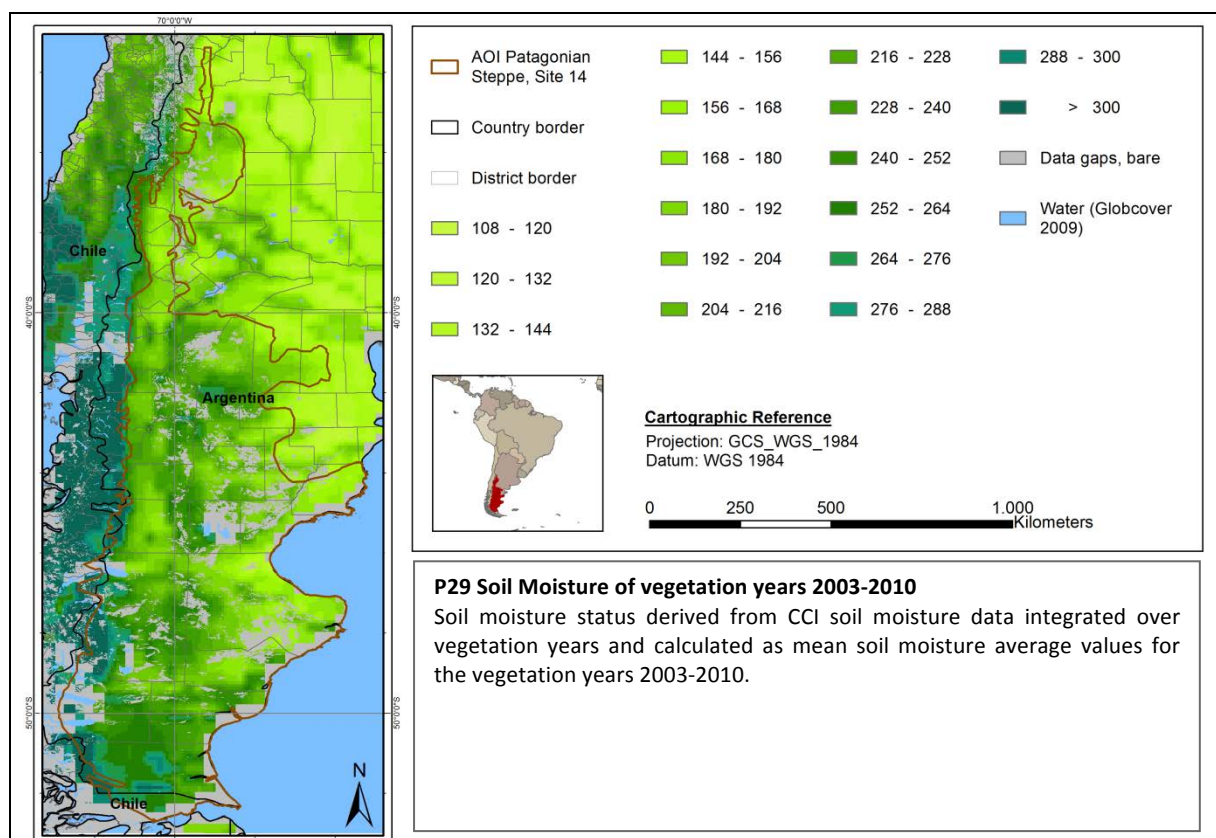 70°0'0"W
40°0'0"S
50°0'0"S
40°0'0"S
50°0'0"S
Chile
Argentina
Chile
N
70°0'0"W
AOI Patagonian
Steppe, Site 14
Country border
District border
108 - 120
120 - 132
132 - 144
144 - 156
156 - 168
168 - 180
180 - 192
192 - 204
204 - 216
216 - 228
228 - 240
240 - 252
252 - 264
264 - 276
276 - 288
288 - 300
> 300
Data gaps, bare
Water (Globcover
2009)
Cartographic Reference
Projection: GCS_WGS_1984
Datum: WGS 1984
0 250 500 1.000
Kilometers
P29 Soil Moisture of vegetation years 2003-2010
Soil moisture status derived from CCI soil moisture data integrated over
vegetation years and calculated as mean soil moisture average values for
the vegetation years 2003-2010.